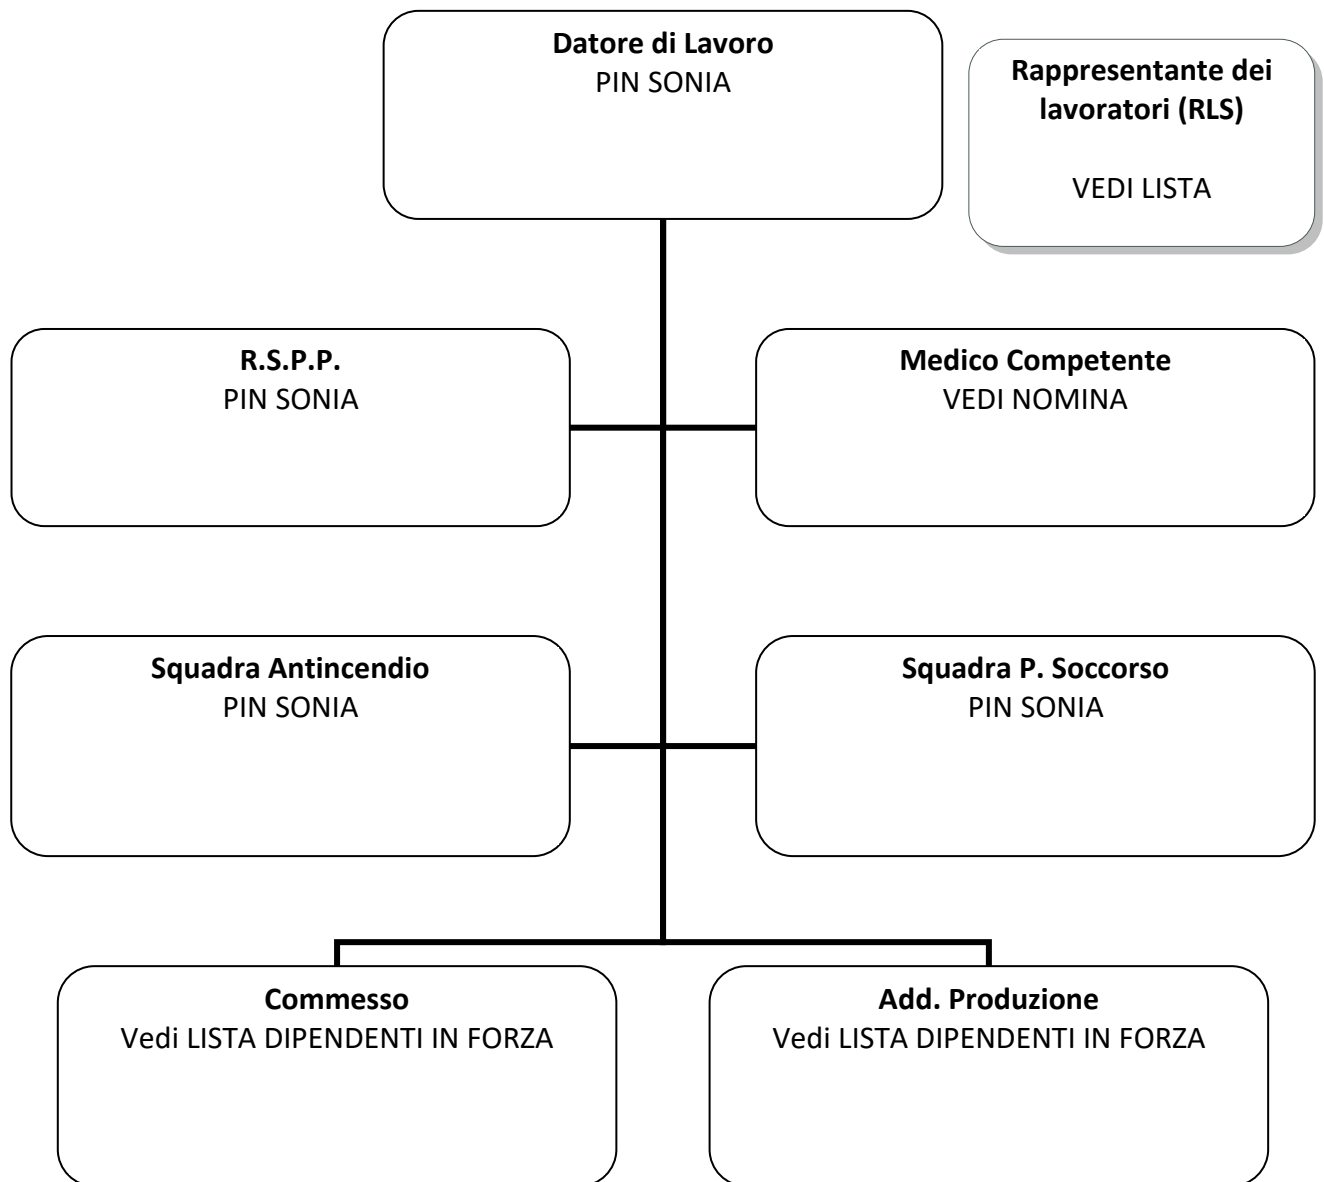 Datore di Lavoro
PIN SONIA
Rappresentante dei
lavoratori (RLS)
VEDI LISTA
R.S.P.P.
PIN SONIA
Medico Competente
VEDI NOMINA
Squadra Antincendio
PIN SONIA
Squadra P. Soccorso
PIN SONIA
Commesso
Vedi LISTA DIPENDENTI IN FORZA
Add. Produzione
Vedi LISTA DIPENDENTI IN FORZA